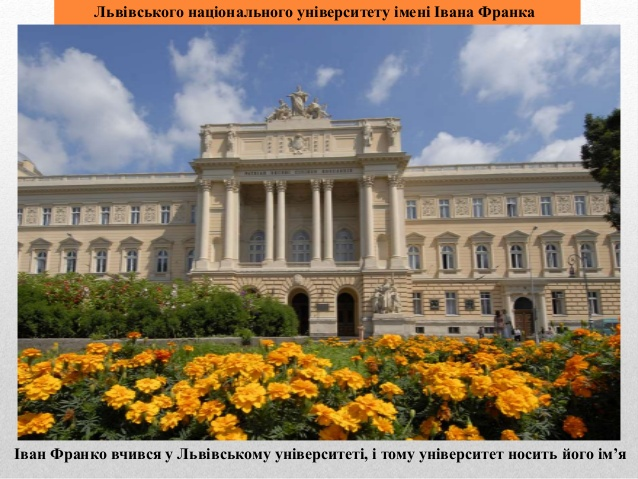 Львівського національного університету імені Івана Франка
Іван Франко вчився у Львівському університеті, і тому університет носить його ім’я